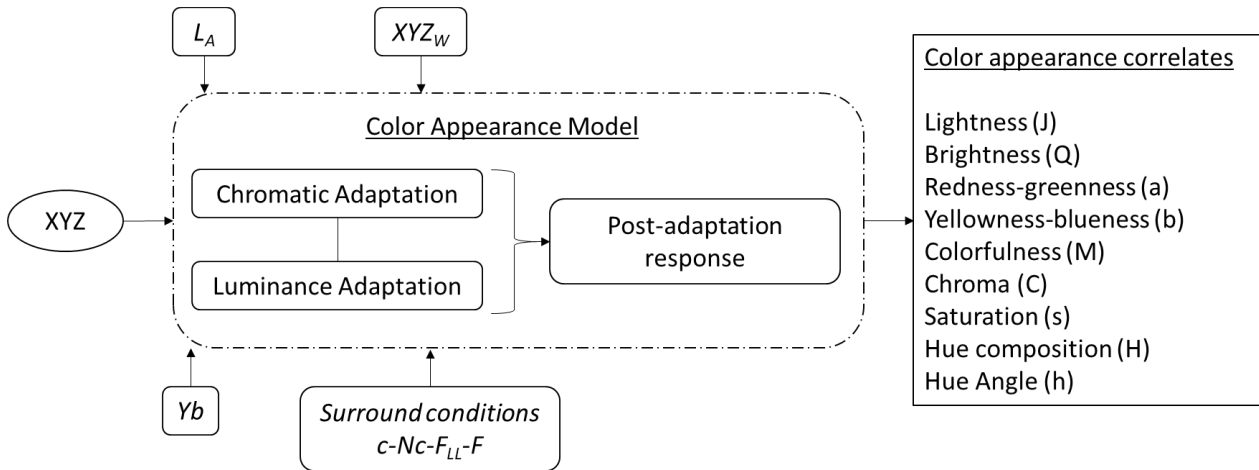 L_A
XYZ_W
Color Appearance Model
XYZ
Chromatic Adaptation
Luminance Adaptation
Post-adaptation
response
Yb
Surround conditions
c-Nc-F_LL-F
Color appearance correlates
Lightness (J)
Brightness (Q)
Redness-greenness (a)
Yellowness-blueness (b)
Colorfulness (M)
Chroma (C)
Saturation (s)
Hue composition (H)
Hue Angle (h)